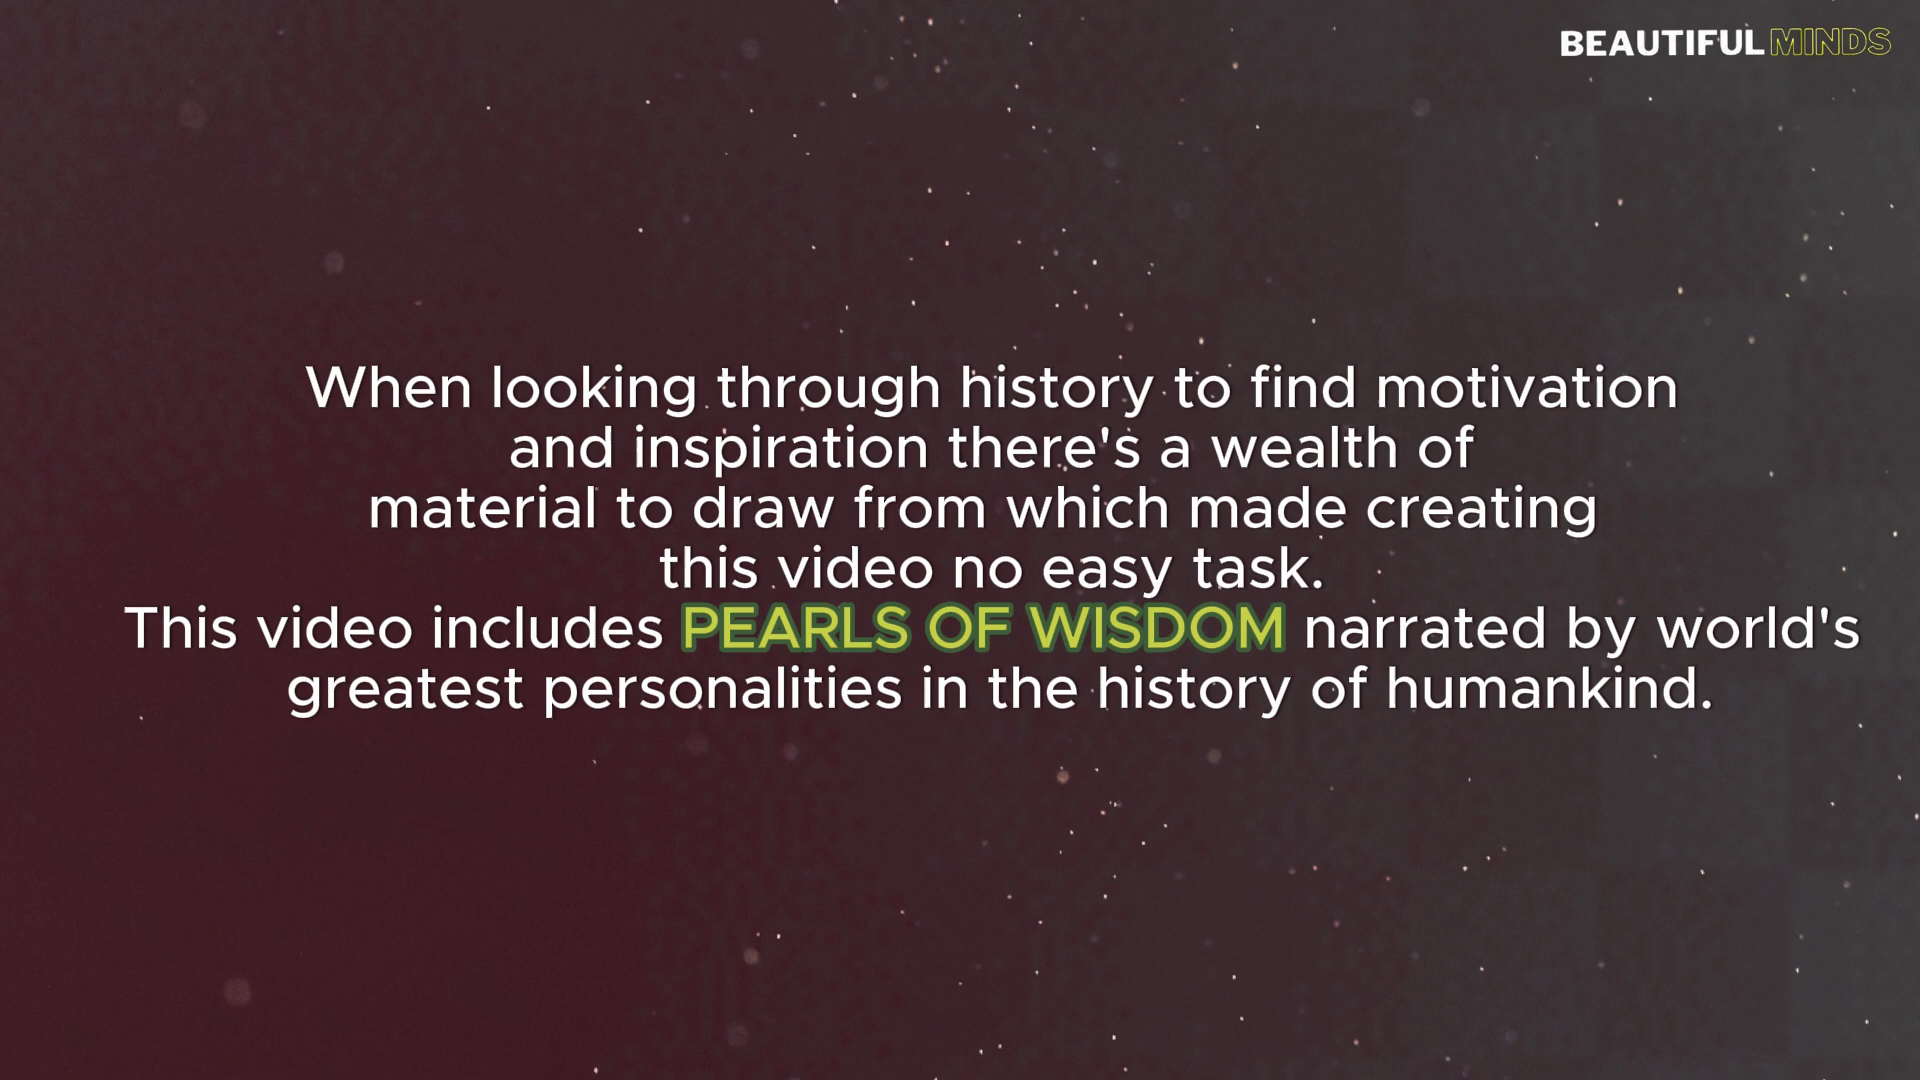 BEAUTIFUL MINDS
When looking through history to find motivation
and inspiration there's a wealth of
material to draw from which made creating
this video no easy task.
This video includes PEARLS OF WISDOM narrated by world's
greatest personalities in the history of humankind.